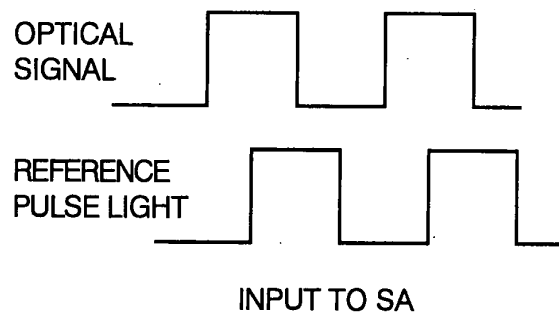 OPTICAL
SIGNAL
REFERENCE
PULSE LIGHT
INPUT TO SA